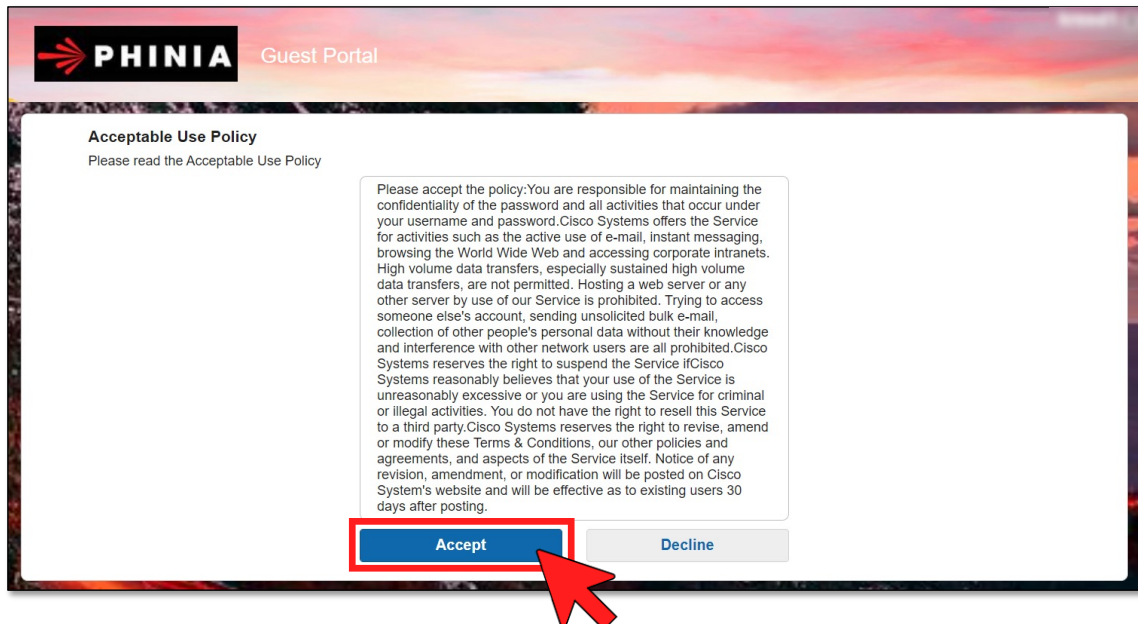 PHINIA
Guest Portal
Acceptable Use Policy
Please read the Acceptable Use Policy
Please accept the policy:You are responsible for maintaining the
confidentiality of the password and all activities that occur under
your username and password.Cisco Systems offers the Service
for activities such as the active use of e-mail, instant messaging,
browsing the World Wide Web and accessing corporate intranets.
High volume data transfers, especially sustained high volume
data transfers, are not permitted. Hosting a web server or any
other server by use of our Service is prohibited. Trying to access
someone else's account, sending unsolicited bulk e-mail,
collection of other people's personal data without their knowledge
and interference with other network users are all prohibited.Cisco
Systems reserves the right to suspend the Service ifCisco
Systems reasonably believes that your use of the Service is
unreasonably excessive or you are using the Service for criminal
or illegal activities. You do not have the right to resell this Service
to a third party.Cisco Systems reserves the right to revise, amend
or modify these Terms & Conditions, our other policies and
agreements, and aspects of the Service itself. Notice of any
revision, amendment, or modification will be posted on Cisco
System's website and will be effective as to existing users 30
days after posting.
Accept
Decline